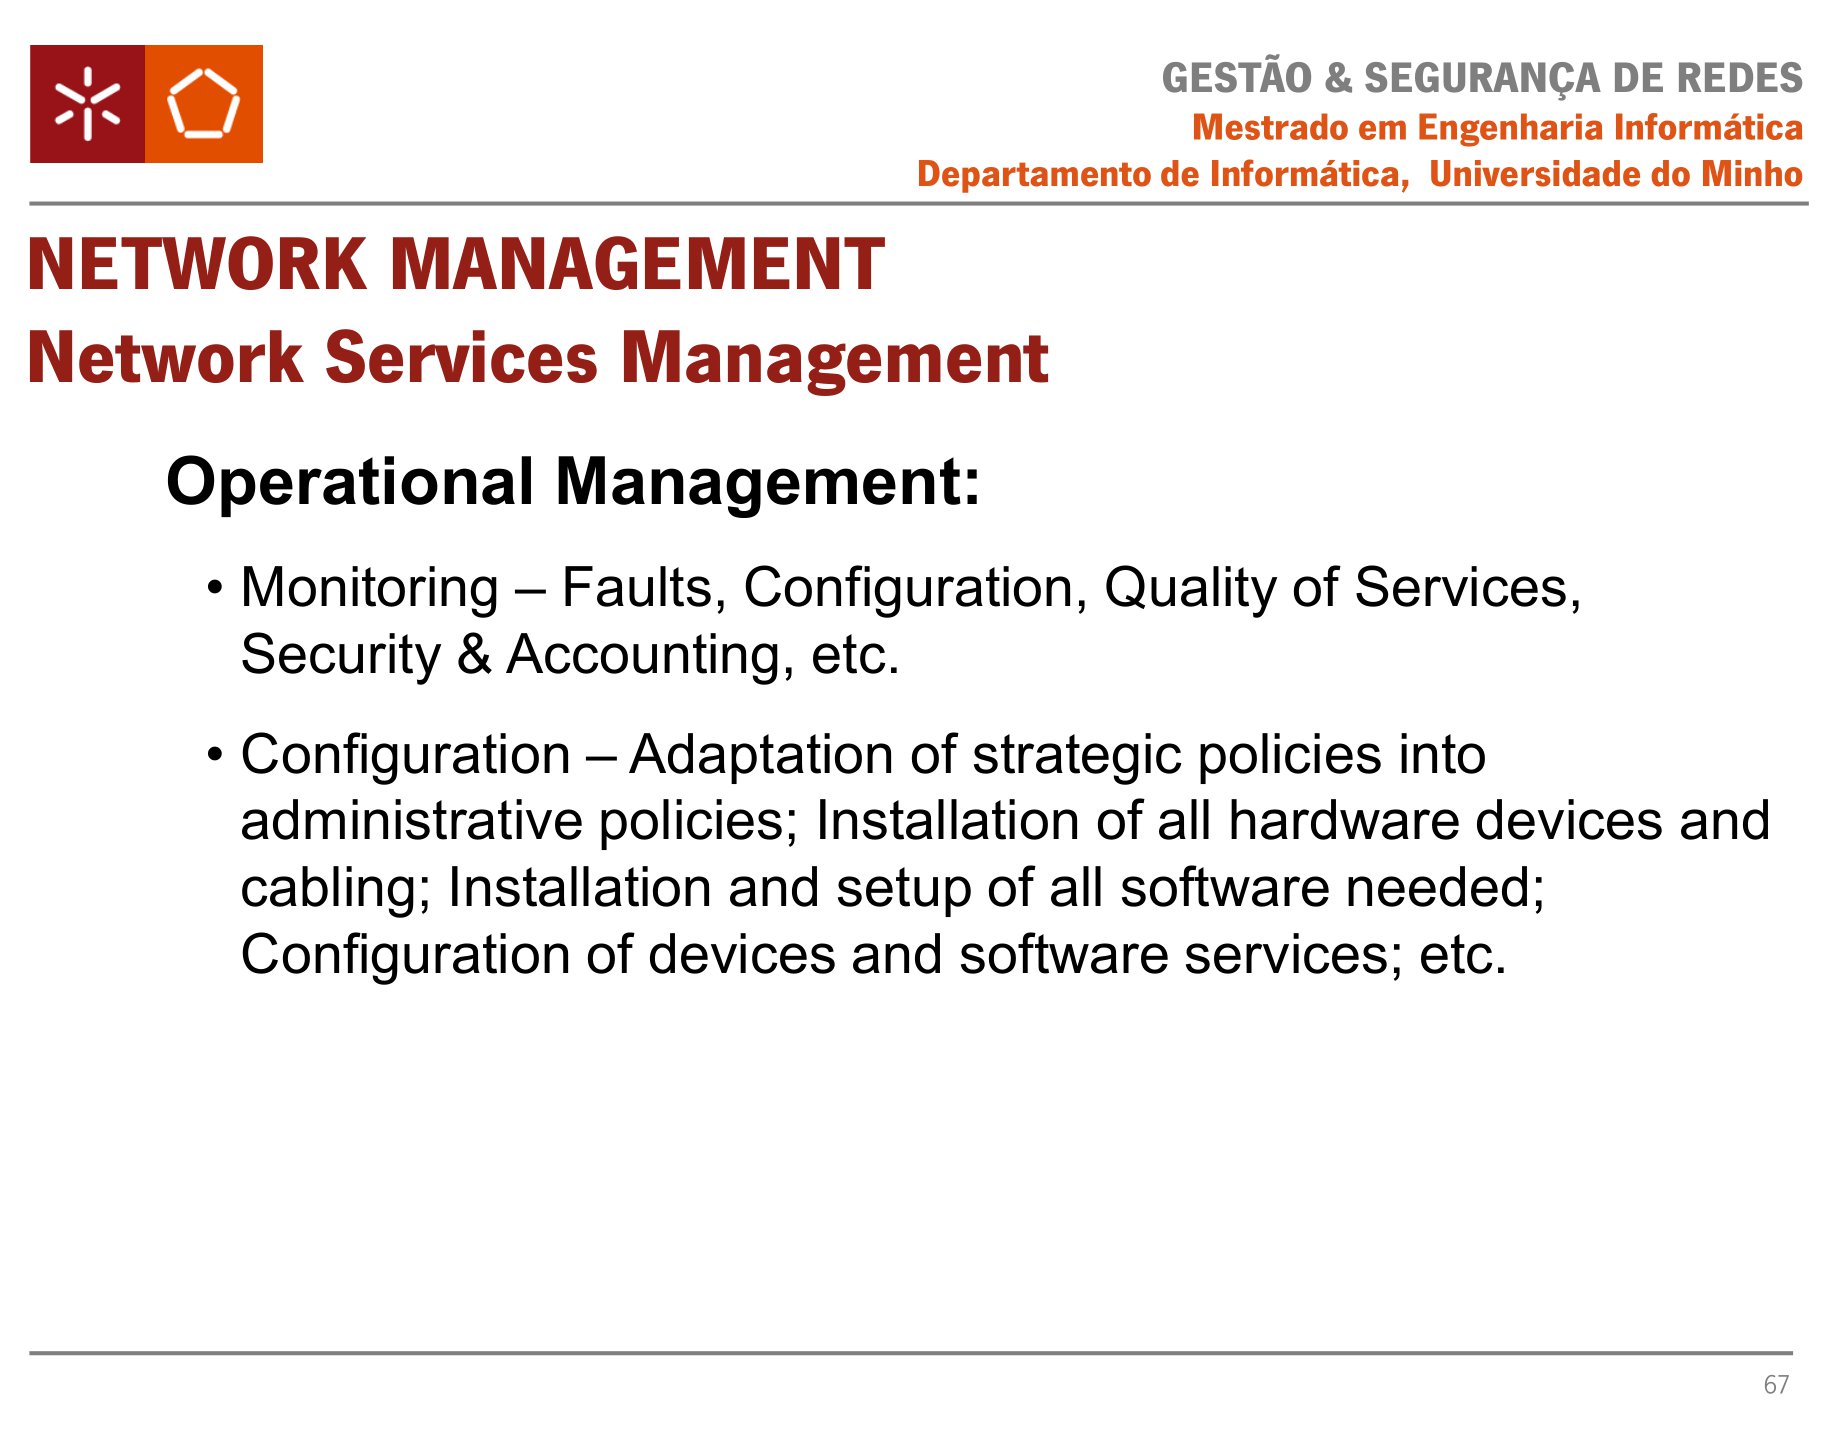 GESTÃO & SEGURANÇA DE REDES
Mestrado em Engenharia Informática
Departamento de Informática, Universidade do Minho
NETWORK MANAGEMENT
Network Services Management
Operational Management:
• Monitoring – Faults, Configuration, Quality of Services,
Security & Accounting, etc.
• Configuration – Adaptation of strategic policies into
administrative policies; Installation of all hardware devices and
cabling; Installation and setup of all software needed;
Configuration of devices and software services; etc.
67